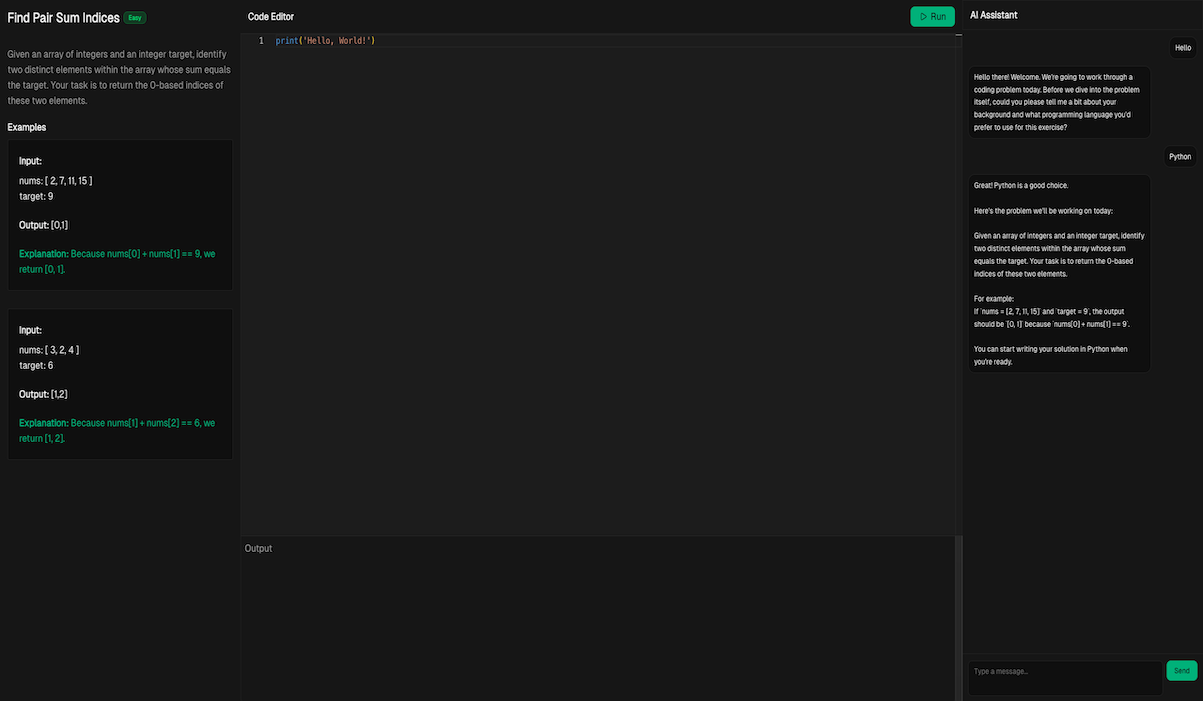 Find Pair Sum Indices Easy
Given an array of integers and an integer target, identify
two distinct elements within the array whose sum equals
the target. Your task is to return the 0-based indices of
these two elements.
Examples
Input:
nums: [ 2, 7, 11, 15 ]
target: 9
Output: [0,1]
Explanation: Because nums[0] + nums[1] == 9, we
return [0, 1].
Input:
nums: [ 3, 2, 4 ]
target: 6
Output: [1,2]
Explanation: Because nums[1] + nums[2] == 6, we
return [1, 2].
Code Editor
Run
1 print('Hello, World!')
Output
AI Assistant
Hello
Hello there! Welcome. We're going to work through a
coding problem today. Before we dive into the problem
itself, could you please tell me a bit about your
background and what programming language you'd
prefer to use for this exercise?
Python
Great! Python is a good choice.
Here's the problem we'll be working on today:
Given an array of integers and an integer target, identify
two distinct elements within the array whose sum
equals the target. Your task is to return the 0-based
indices of these two elements.
For example:
If `nums = [2, 7, 11, 15]` and `target = 9`, the output
should be `[0, 1]` because `nums[0] + nums[1] == 9`.
You can start writing your solution in Python when
you're ready.
Type a message...
Send